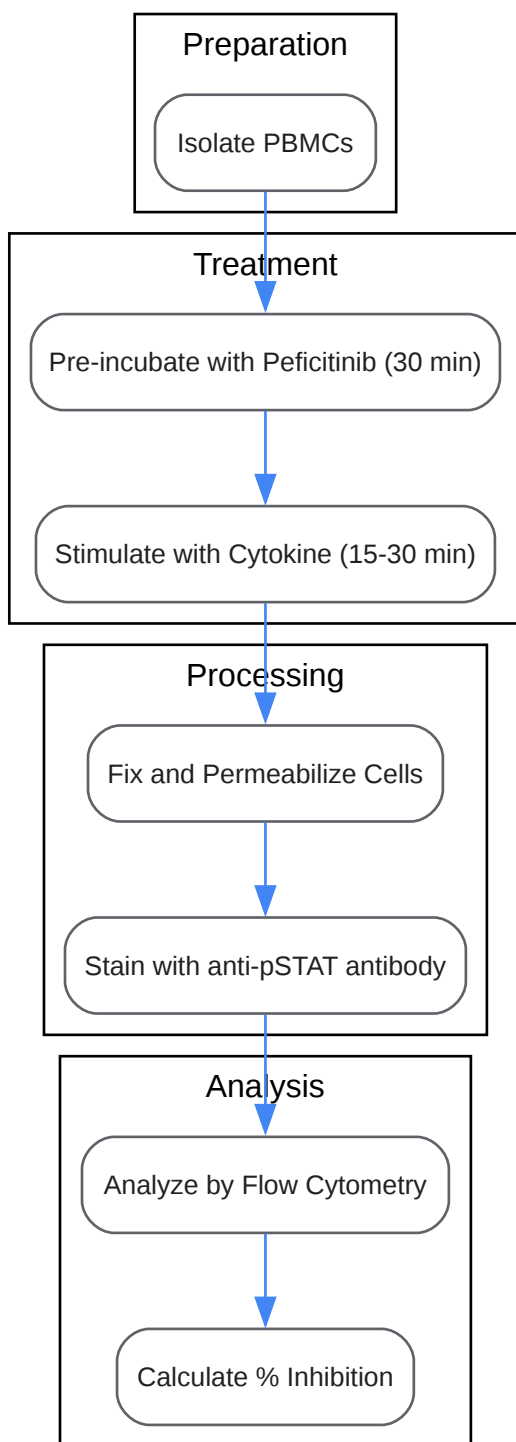 Preparation
Isolate PBMCs
Treatment
Pre-incubate with Peficitinib (30 min)
Stimulate with Cytokine (15-30 min)
Processing
Fix and Permeabilize Cells
Stain with anti-pSTAT antibody
Analysis
Analyze by Flow Cytometry
Calculate % Inhibition